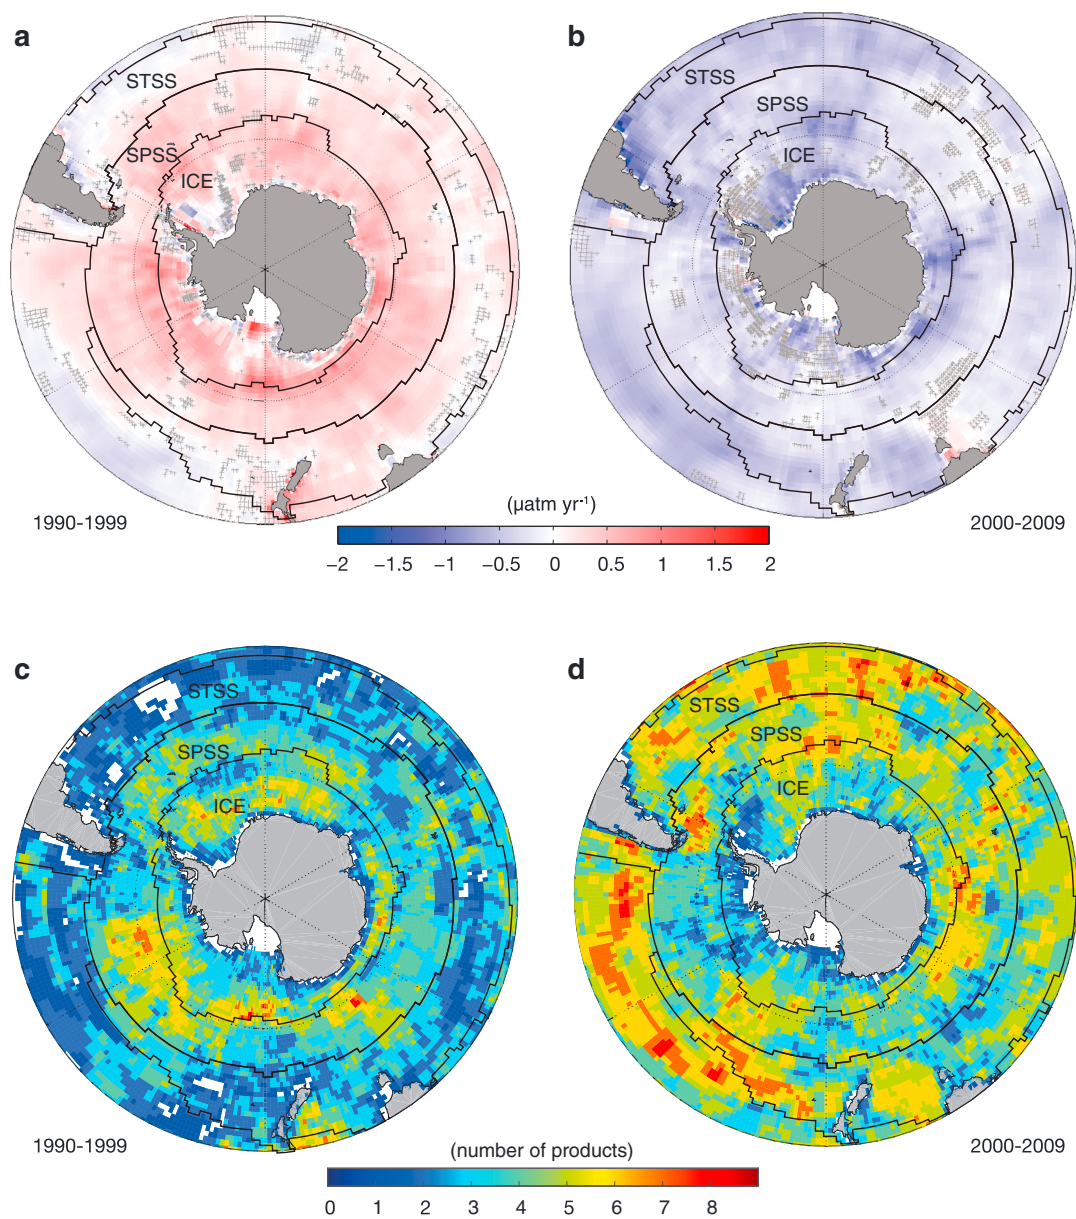 a
b
STSS
STSS
SPSS
SPSS
ICE
ICE
1990-1999
(µatm yr-1)
2000-2009
−2 −1.5 −1 −0.5 0 0.5 1 1.5 2
c
d
STSS
STSS
SPSS
SPSS
ICE
ICE
1990-1999
(number of products)
2000-2009
0 1 2 3 4 5 6 7 8